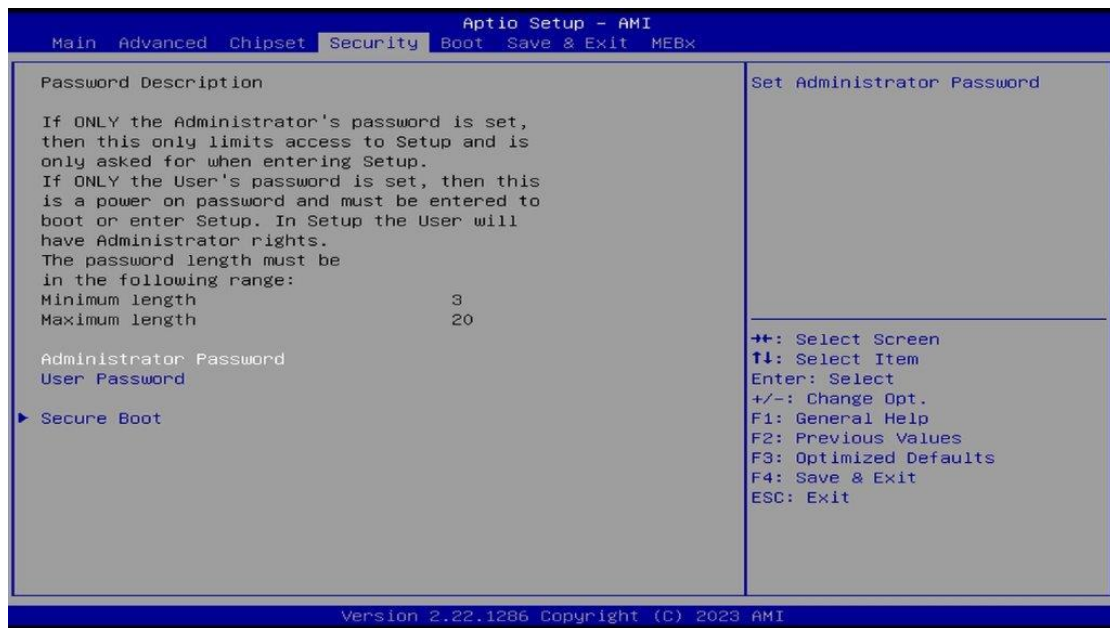 Aptio Setup – AMI
Main Advanced Chipset Security Boot Save & Exit MEBx
Password Description
If ONLY the Administrator's password is set,
then this only limits access to Setup and is
only asked for when entering Setup.
If ONLY the User's password is set, then this
is a power on password and must be entered to
boot or enter Setup. In Setup the User will
have Administrator rights.
The password length must be
in the following range:
Minimum length 3
Maximum length 20
Administrator Password
User Password
► Secure Boot
Set Administrator Password
→←: Select Screen
↑↓: Select Item
Enter: Select
+/-: Change Opt.
F1: General Help
F2: Previous Values
F3: Optimized Defaults
F4: Save & Exit
ESC: Exit
Version 2.22.1286 Copyright (C) 2023 AMI